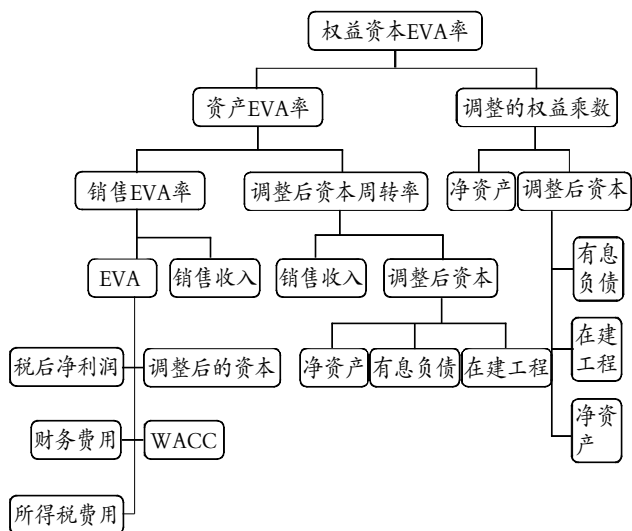 权益资本EVA率
资产EVA率
调整的权益乘数
销售EVA率
调整后资本周转率
净资产
调整后资本
EVA
销售收入
销售收入
调整后资本
有息
负债
税后净利润
调整后的资本
净资产
有息负债
在建工程
在建
工程
财务费用
WACC
净资
产
所得税费用